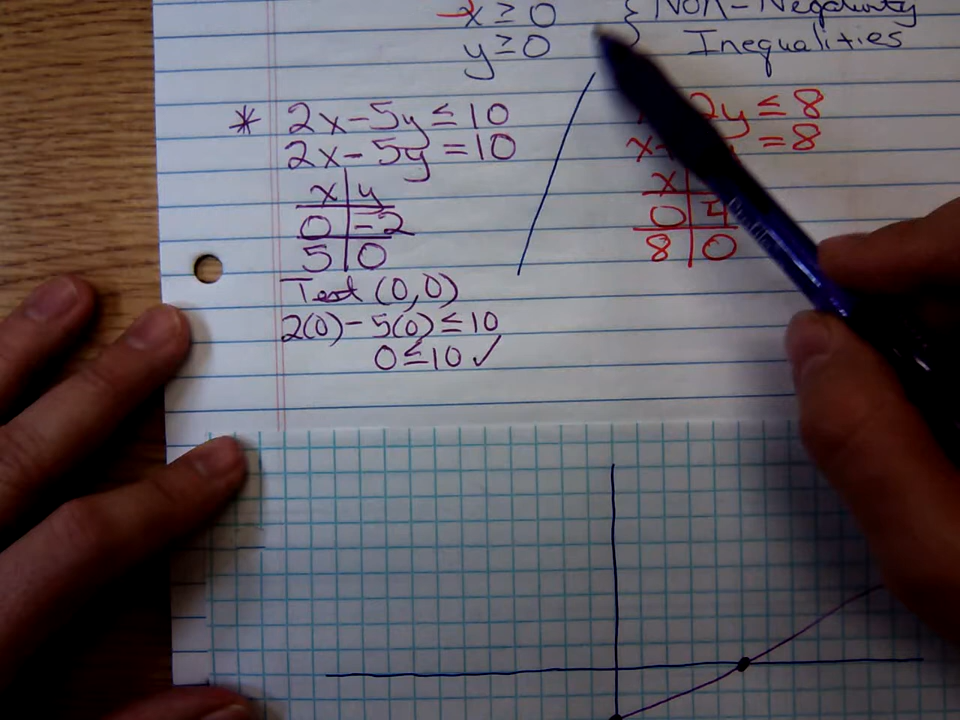 x ≥ 0 } Non-Negativity
y ≥ 0 Inequalities
* 2x - 5y ≤ 10
2x - 5y = 10
x | y
0 | -2
5 | 0
Test (0,0)
2(0) - 5(0) ≤ 10
0 ≤ 10 ✓
2y ≤ 8
= 8
x
0 | 4
8 | 0